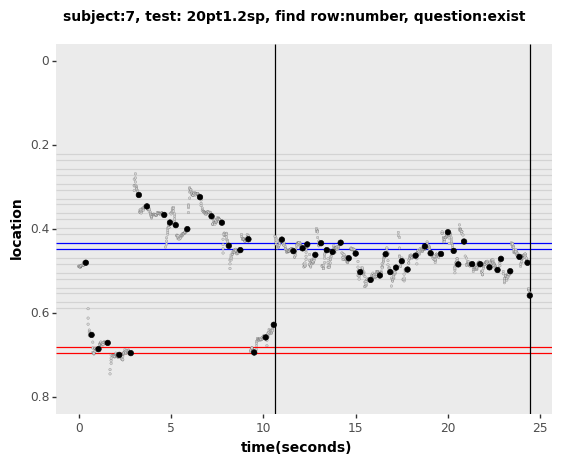 subject:7, test: 20pt1.2sp, find row:number, question:exist
0
0.2
0.4
0.6
0.8
location
0 5 10 15 20 25
time(seconds)